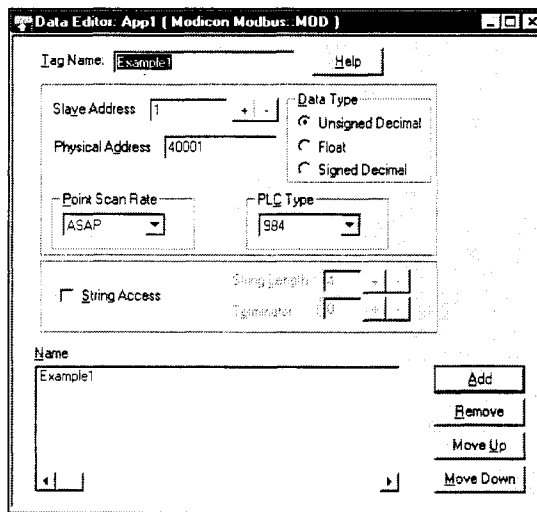 Data Editor: App1 ( Modicon Modbus::MOD )
Tag Name: Example1 Help
Slave Address 1 + -
Data Type
Unsigned Decimal
Physical Address 40001
Float
Signed Decimal
Point Scan Rate
ASAP
PLC Type
984
String Access
String Length 4 + -
Terminator 0 + -
Name
Example1
Add
Remove
Move Up
Move Down